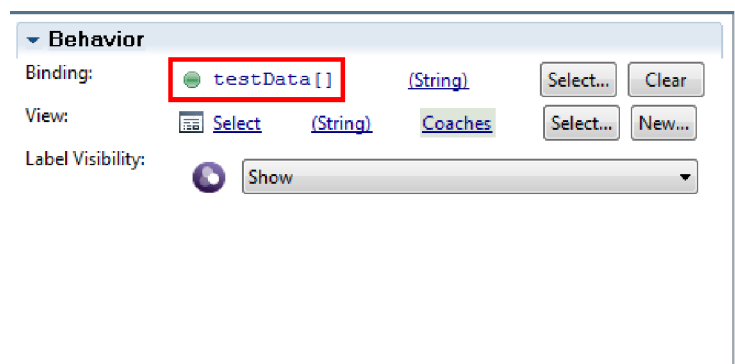 Behavior
Binding: testData[] (String) Select... Clear
View: Select (String) Coaches Select... New...
Label Visibility: Show